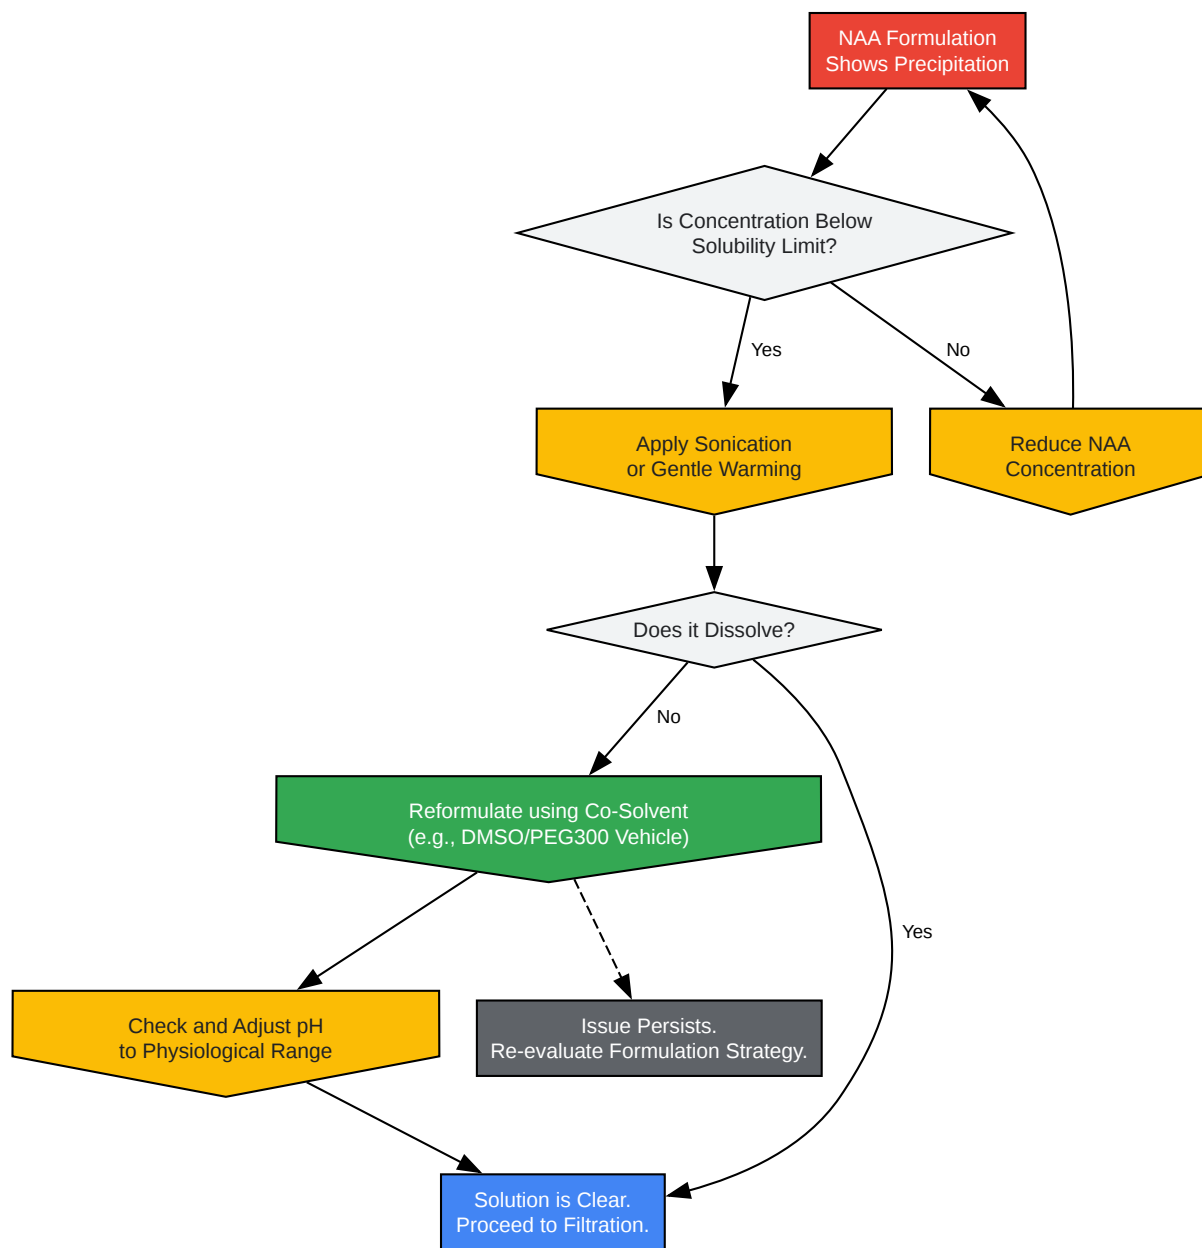 NAA Formulation
Shows Precipitation
Is Concentration Below
Solubility Limit?
Yes
No
Apply Sonication
or Gentle Warming
Reduce NAA
Concentration
Does it Dissolve?
No
Reformulate using Co-Solvent
(e.g., DMSO/PEG300 Vehicle)
Yes
Check and Adjust pH
to Physiological Range
Issue Persists.
Re-evaluate Formulation Strategy.
Solution is Clear.
Proceed to Filtration.